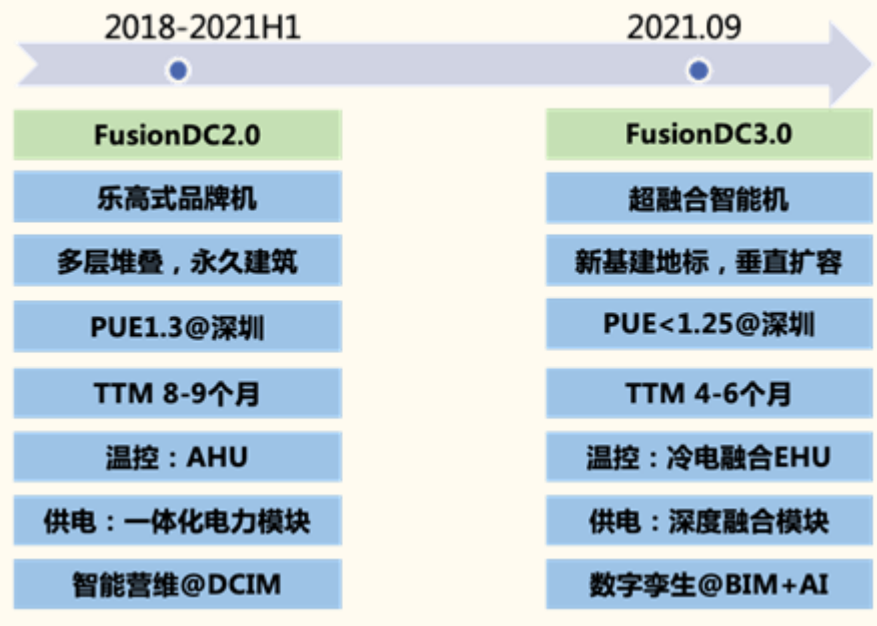 2018-2021H1
2021.09
FusionDC2.0
乐高式品牌机
多层堆叠，永久建筑
PUE1.3@深圳
TTM 8-9个月
温控：AHU
供电：一体化电力模块
智能营维@DCIM
FusionDC3.0
超融合智能机
新基建地标，垂直扩容
PUE<1.25@深圳
TTM 4-6个月
温控：冷电融合EHU
供电：深度融合模块
数字孪生@BIM+AI